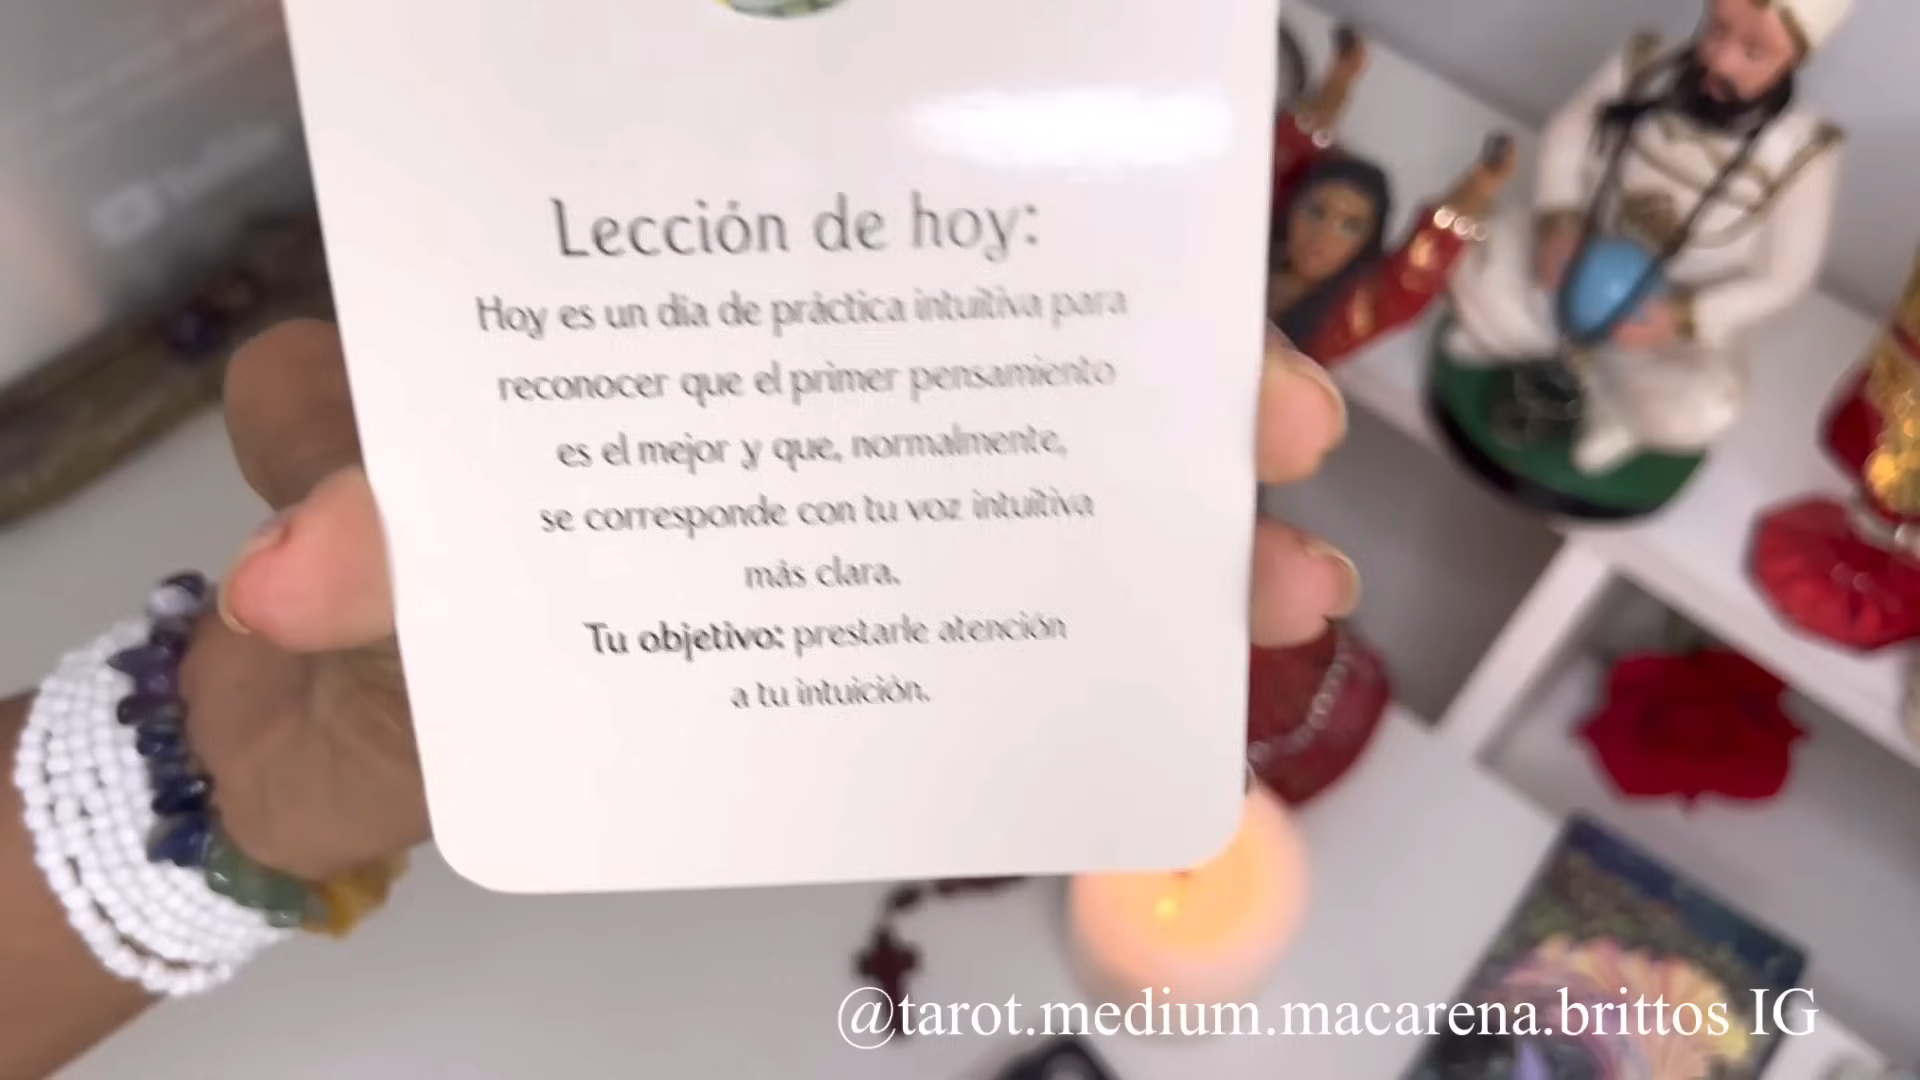 Lección de hoy:
Hoy es un día de práctica intuitiva para
reconocer que el primer pensamiento
es el mejor y que, normalmente,
se corresponde con tu voz intuitiva
más clara.
Tu objetivo: prestarle atención
a tu intuición.
@tarot.medium.macarena.brittos IG